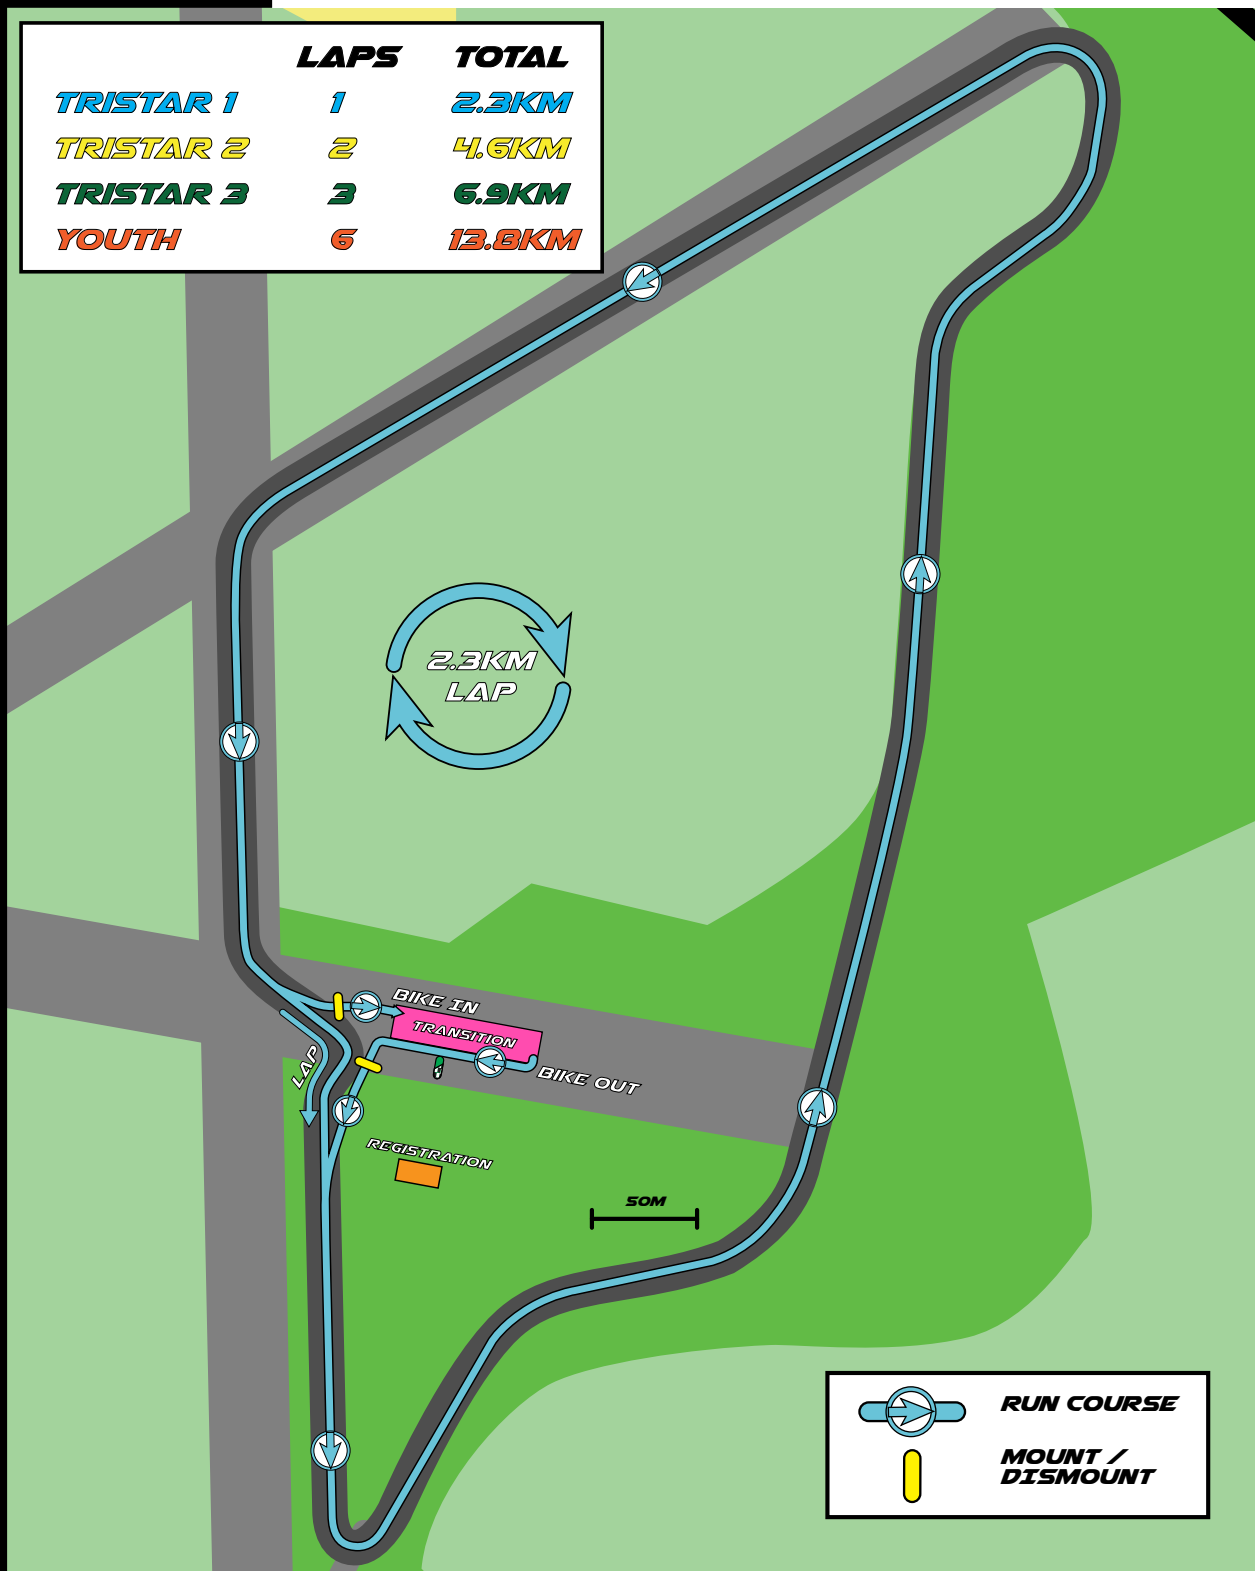 LAPS TOTAL
TRISTAR 1 1 2.3KM
TRISTAR 2 2 4.6KM
TRISTAR 3 3 6.9KM
YOUTH 6 13.8KM
2.3KM
LAP
BIKE IN
TRANSITION
BIKE OUT
LAP
REGISTRATION
50M
RUN COURSE
MOUNT /
DISMOUNT